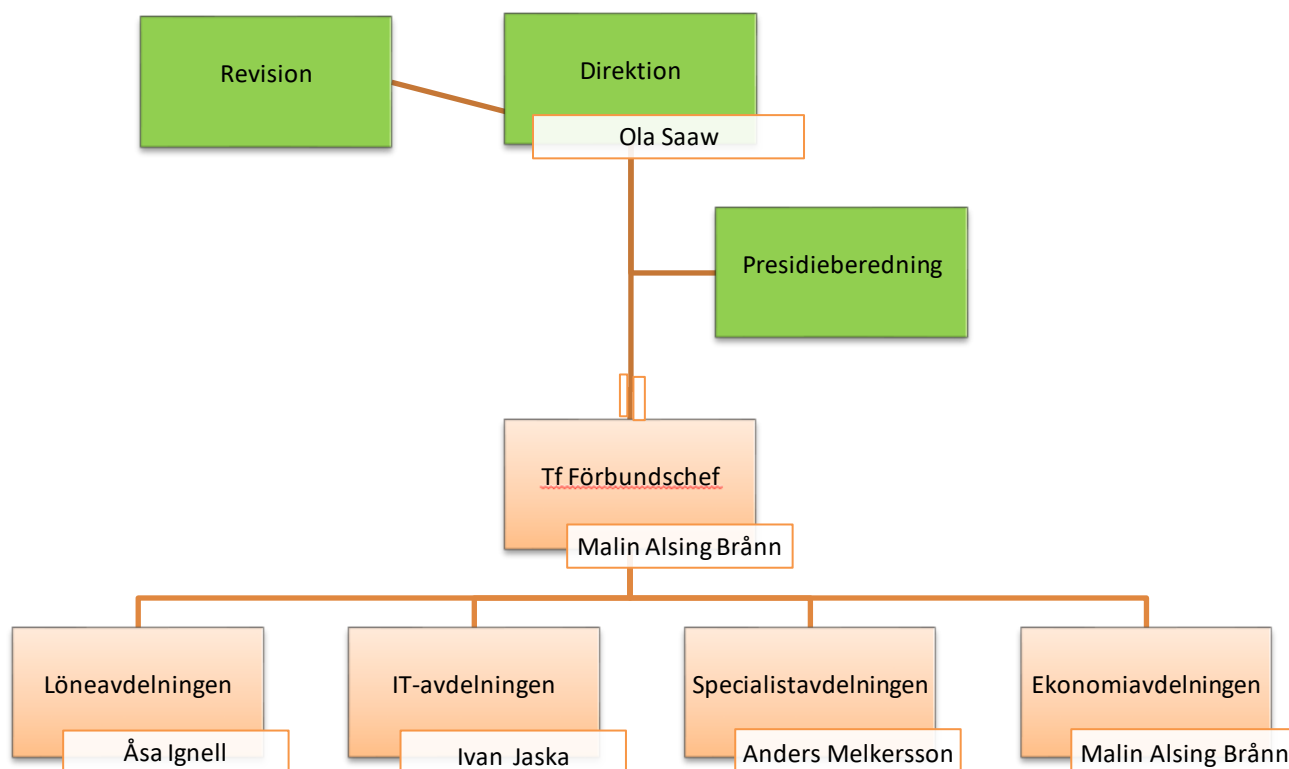 Revision
Direktion
Ola Saaw
Presidieberedning
Tf Förbundschef
Malin Alsing Brånn
Löneavdelningen
IT-avdelningen
Specialistavdelningen
Ekonomiavdelningen
Åsa Ignell
Ivan Jaska
Anders Melkersson
Malin Alsing Brånn